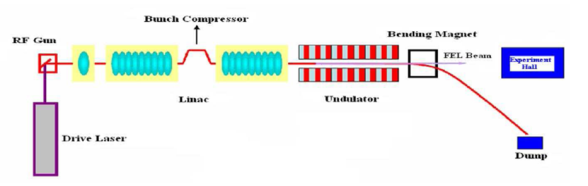 Bunch Compressor
RF Gun
Bending Magnet
FEL Beam
Experiment
Hall
Linac
Undulator
Drive Laser
Dump